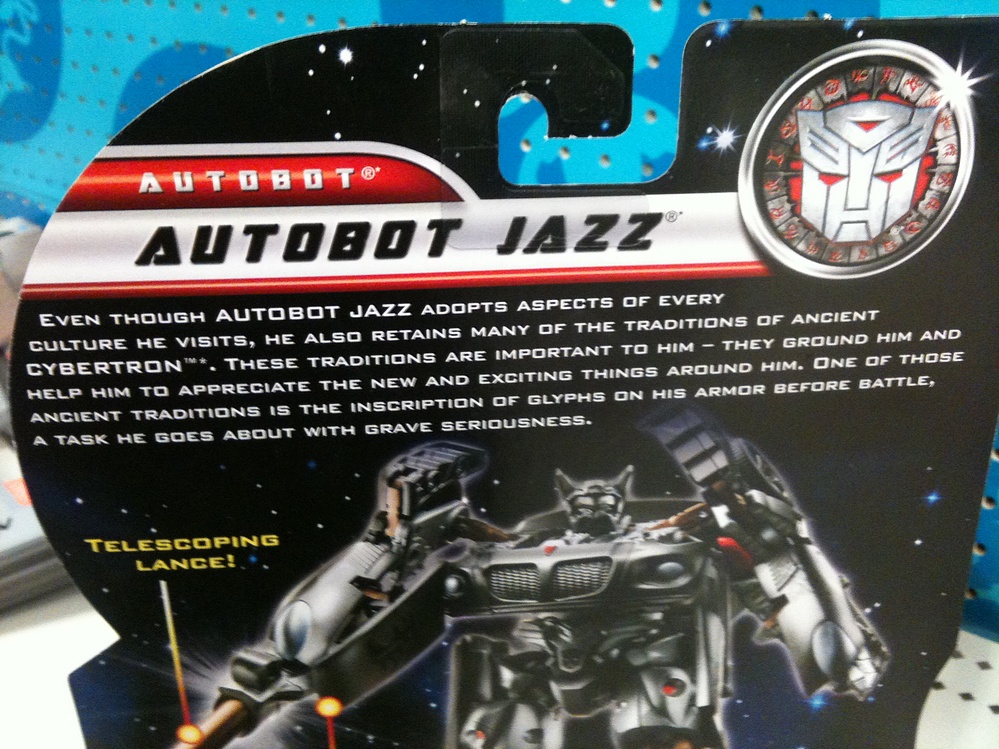 AUTOBOT®*
AUTOBOT JAZZ®*
EVEN THOUGH AUTOBOT JAZZ ADOPTS ASPECTS OF EVERY
CULTURE HE VISITS, HE ALSO RETAINS MANY OF THE TRADITIONS OF ANCIENT
CYBERTRON™*. THESE TRADITIONS ARE IMPORTANT TO HIM – THEY GROUND HIM AND
HELP HIM TO APPRECIATE THE NEW AND EXCITING THINGS AROUND HIM. ONE OF THOSE
ANCIENT TRADITIONS IS THE INSCRIPTION OF GLYPHS ON HIS ARMOR BEFORE BATTLE,
A TASK HE GOES ABOUT WITH GRAVE SERIOUSNESS.
TELESCOPING
LANCE!